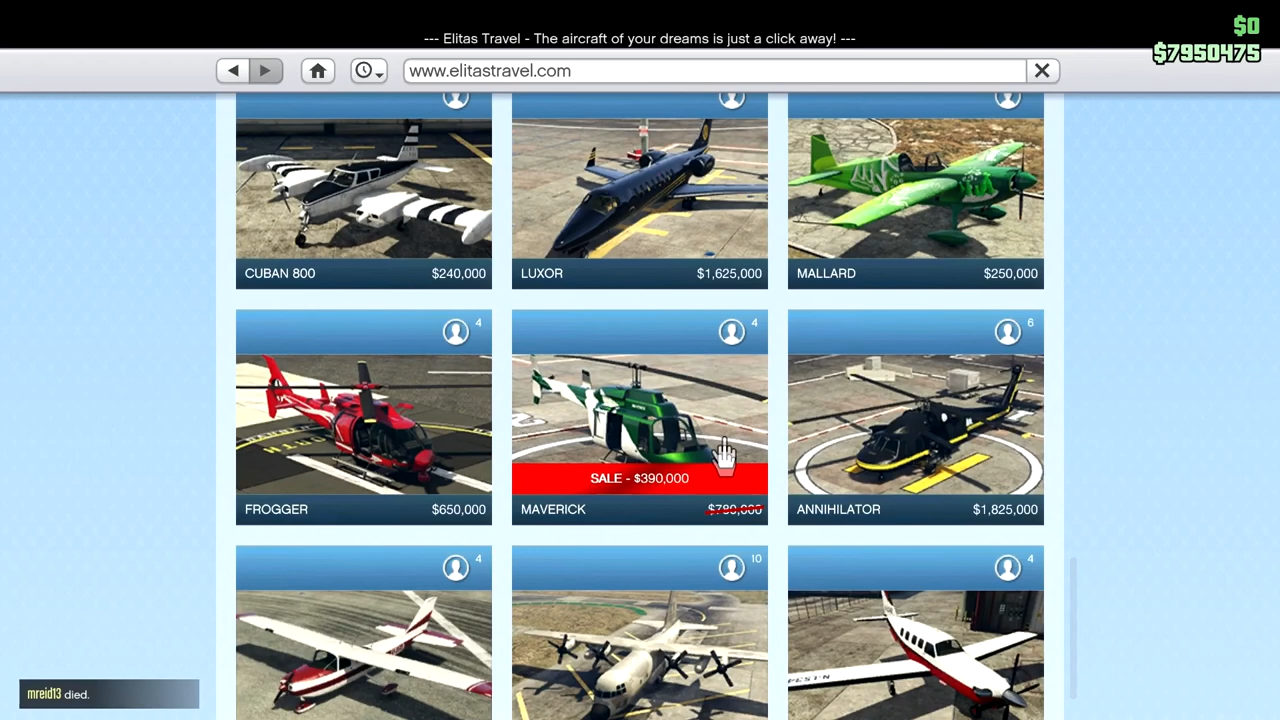 $0
--- Elitas Travel - The aircraft of your dreams is just a click away! ---
$7950475
www.elitastravel.com
CUBAN 800 $240,000
LUXOR $1,625,000
MALLARD $250,000
4
4
6
SALE - $390,000
FROGGER $650,000
MAVERICK $780,000
ANNIHILATOR $1,825,000
4
10
4
mreid13 died.